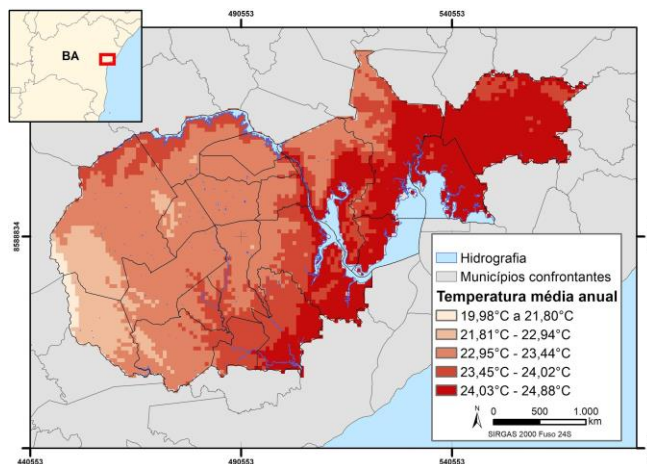 490553
540553
BA
8588834
Hidrografia
Municípios confrontantes
Temperatura média anual
19,98°C a 21,80°C
21,81°C - 22,94°C
22,95°C - 23,44°C
23,45°C - 24,02°C
24,03°C - 24,88°C
N
0 500 1.000
km
SIRGAS 2000 Fuso 24S
440553
490553
540553